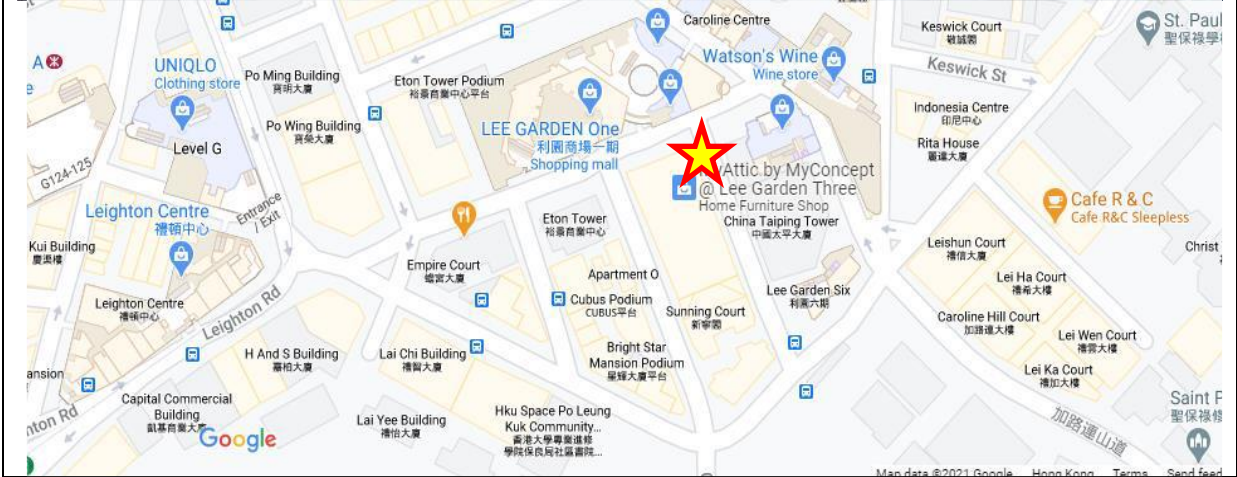 Caroline Centre
Keswick Court
敬誠閣
St. Paul
聖保祿學
A
UNIQLO
Clothing store
Po Ming Building
寶明大廈
Eton Tower Podium
裕景商業中心平台
Watson's Wine
Wine store
Keswick St
Indonesia Centre
印尼中心
Po Wing Building
寶榮大廈
LEE GARDEN One
利園商場一期
Shopping mall
Level G
Rita House
麗達大廈
G124-125
yAttic by MyConcept
@ Lee Garden Three
Home Furniture Shop
Leighton Centre
禮頓中心
Entrance
/ Exit
Eton Tower
裕景商業中心
China Taiping Tower
中國太平大廈
Cafe R & C
Cafe R&C Sleepless
Kui Building
慶渠樓
Empire Court
蟾宮大廈
Leishun Court
禮信大廈
Christ
Apartment O
Lei Ha Court
禮希大樓
Leighton Centre
禮頓中心
Leighton Rd
Cubus Podium
CUBUS平台
Sunning Court
新寧閣
Lee Garden Six
利園六期
Caroline Hill Court
加路連大樓
Lei Wen Court
禮雲大樓
H And S Building
嘉柏大廈
Lai Chi Building
禮智大廈
Bright Star
Mansion Podium
星輝大廈平台
Lei Ka Court
禮加大樓
ansion
Capital Commercial
Building
凱基商業大廈
nton Rd
Google
Lai Yee Building
禮怡大廈
Hku Space Po Leung
Kuk Community...
香港大學專業進修
學院保良局社區書院...
加路連山道
Saint P
聖保祿修
Map data ©2021 Google
Hong Kong
Terms
Send feed